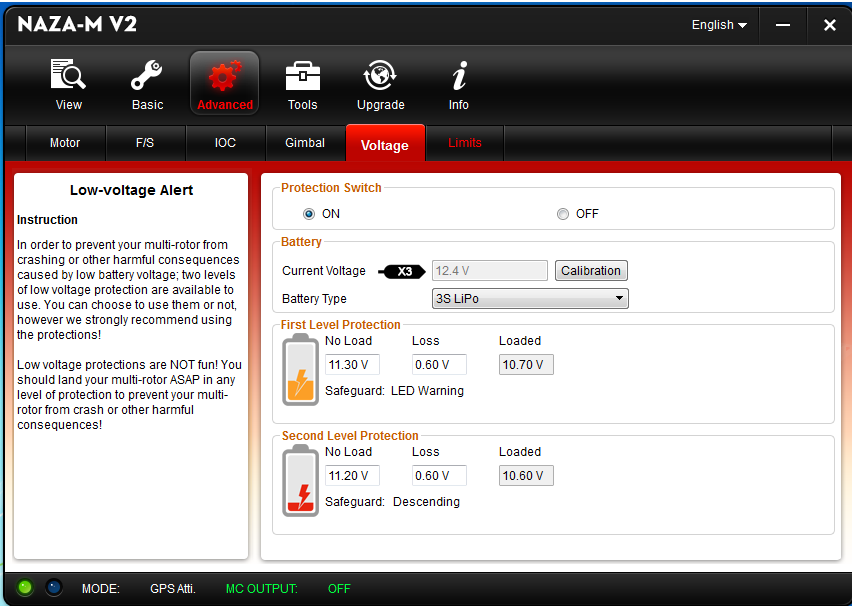 NAZA-M V2
English
View
Basic
Advanced
Tools
Upgrade
Info
Motor
F/S
IOC
Gimbal
Voltage
Limits
Low-voltage Alert
Instruction
In order to prevent your multi-rotor from
crashing or other harmful consequences
caused by low battery voltage; two levels
of low voltage protection are available to
use. You can choose to use them or not,
however we strongly recommend using
the protections!
Low voltage protections are NOT fun! You
should land your multi-rotor ASAP in any
level of protection to prevent your multi-
rotor from crash or other harmful
consequences!
Protection Switch
ON
OFF
Battery
Current Voltage
X3
12.4 V
Calibration
Battery Type
3S LiPo
First Level Protection
No Load
Loss
Loaded
11.30 V
0.60 V
10.70 V
Safeguard: LED Warning
Second Level Protection
No Load
Loss
Loaded
11.20 V
0.60 V
10.60 V
Safeguard: Descending
MODE:
GPS Atti.
MC OUTPUT:
OFF